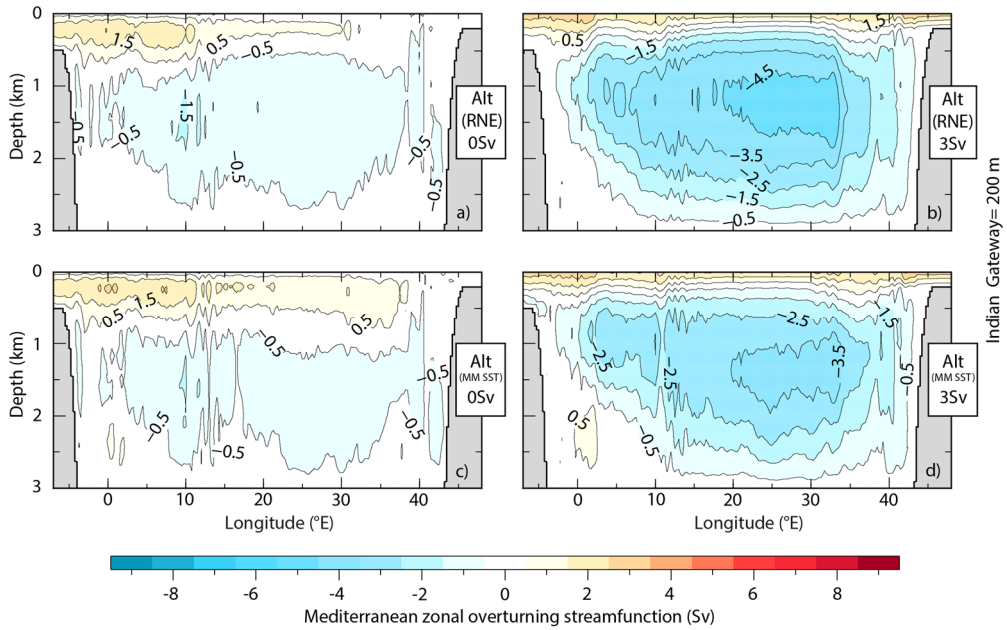 0
1
2
3
Depth (km)
1.5
0.5
−0.5
−1.5
−0.5
−0.5
−0.5
−0.5
−0.5
a)
Alt
(RNE)
0Sv
0.5
1.5
−1.5
−4.5
−3.5
−2.5
−1.5
−0.5
b)
Alt
(RNE)
3Sv
0
1
2
3
Depth (km)
1.5
0.5
0.5
−0.5
−0.5
−0.5
−0.5
−0.5
c)
Alt
(MM SST)
0Sv
−2.5
−1.5
−2.5
−2.5
−3.5
−0.5
0.5
−0.5
d)
Alt
(MM SST)
3Sv
Indian Gateway= 200 m
0 10 20 30 40
0 10 20 30 40
Longitude (°E)
Longitude (°E)
-8 -6 -4 -2 0 2 4 6 8
Mediterranean zonal overturning streamfunction (Sv)